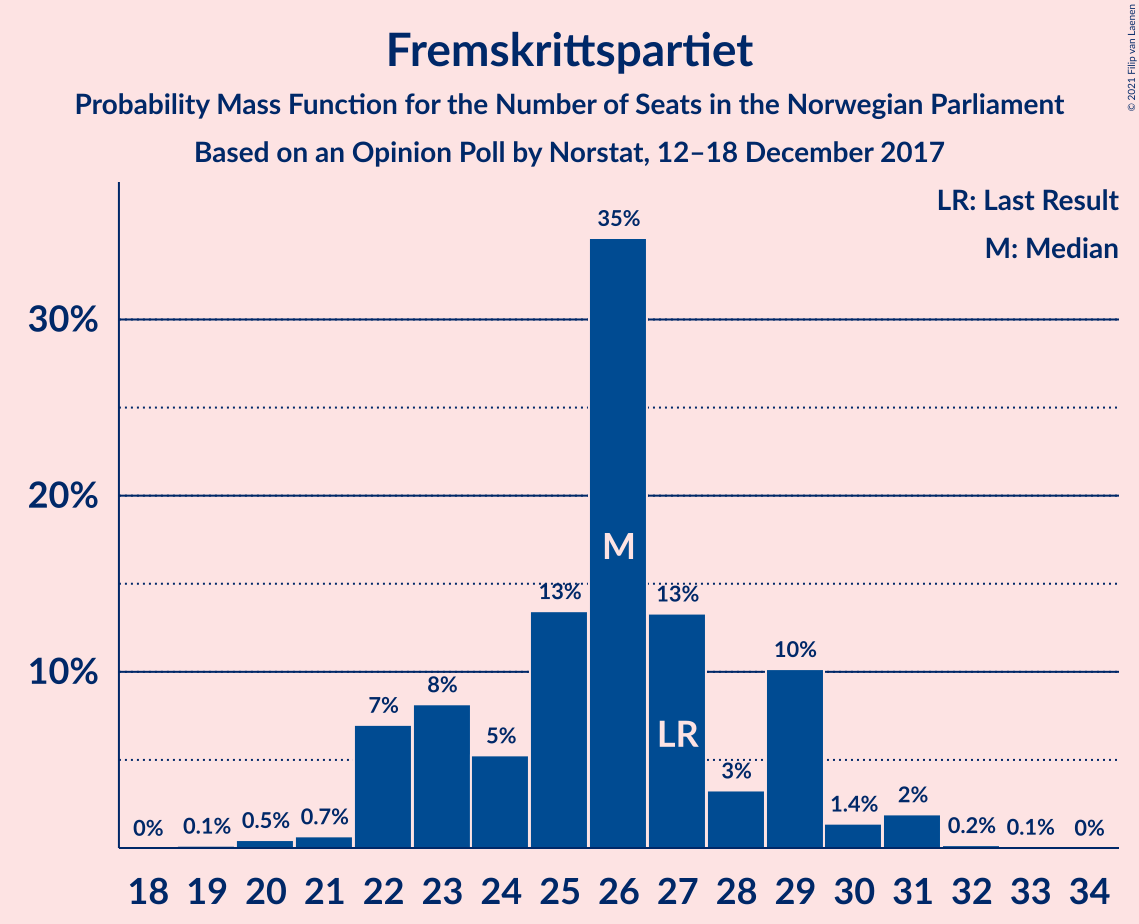 Fremskrittspartiet
Probability Mass Function for the Number of Seats in the Norwegian Parliament
Based on an Opinion Poll by Norstat, 12–18 December 2017
© 2021 Filip van Laenen
LR: Last Result
M: Median
30%
20%
10%
0% 0.1% 0.5% 0.7% 7% 8% 5% 13% 35% 13% 3% 10% 1.4% 2% 0.2% 0.1% 0%
M
LR
18 19 20 21 22 23 24 25 26 27 28 29 30 31 32 33 34